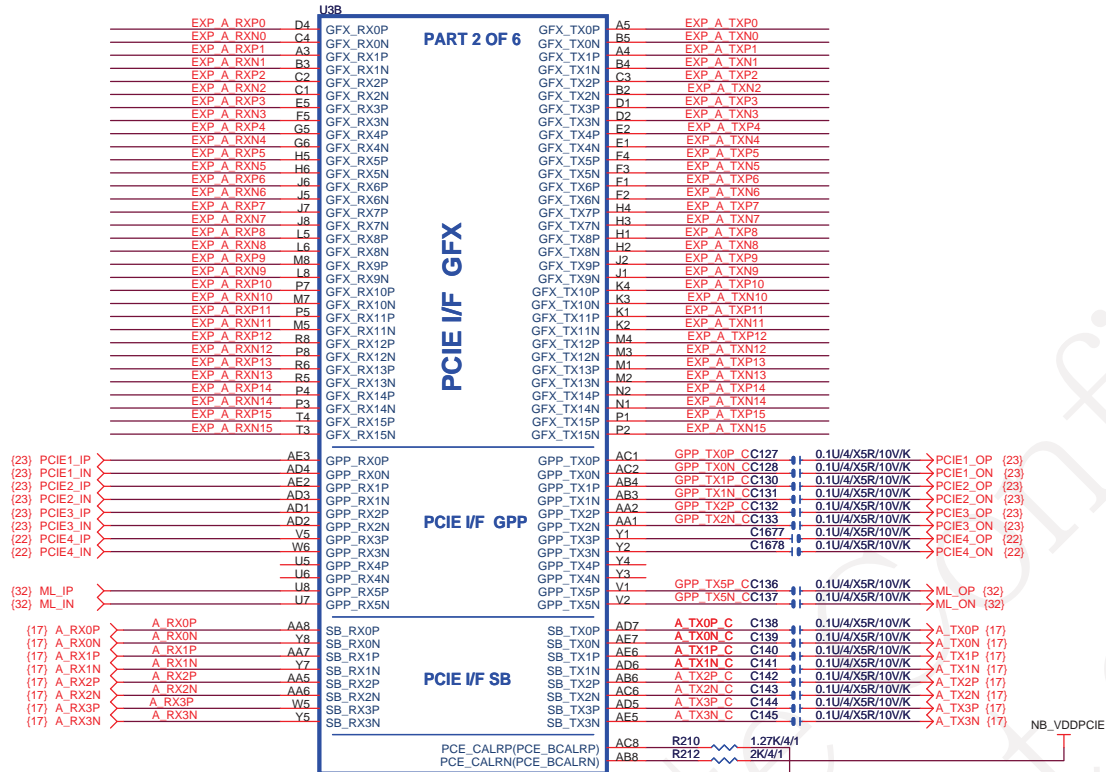 U3B
PART 2 OF 6
EXP_A_RXP0 D4 GFX_RX0P GFX_TX0P A5 EXP_A_TXP0
EXP_A_RXN0 C4 GFX_RX0N GFX_TX0N B5 EXP_A_TXN0
EXP_A_RXP1 A3 GFX_RX1P GFX_TX1P A4 EXP_A_TXP1
EXP_A_RXN1 B3 GFX_RX1N GFX_TX1N B4 EXP_A_TXN1
EXP_A_RXP2 C2 GFX_RX2P GFX_TX2P C3 EXP_A_TXP2
EXP_A_RXN2 C1 GFX_RX2N GFX_TX2N B2 EXP_A_TXN2
EXP_A_RXP3 E5 GFX_RX3P GFX_TX3P D1 EXP_A_TXP3
EXP_A_RXN3 F5 GFX_RX3N GFX_TX3N D2 EXP_A_TXN3
EXP_A_RXP4 G5 GFX_RX4P GFX_TX4P E2 EXP_A_TXP4
EXP_A_RXN4 G6 GFX_RX4N GFX_TX4N E1 EXP_A_TXN4
EXP_A_RXP5 H5 GFX_RX5P GFX_TX5P F4 EXP_A_TXP5
EXP_A_RXN5 H6 GFX_RX5N GFX_TX5N F3 EXP_A_TXN5
EXP_A_RXP6 J6 GFX_RX6P GFX_TX6P F1 EXP_A_TXP6
EXP_A_RXN6 J5 GFX_RX6N GFX_TX6N F2 EXP_A_TXN6
EXP_A_RXP7 J7 GFX_RX7P GFX_TX7P H4 EXP_A_TXP7
EXP_A_RXN7 J8 GFX_RX7N GFX_TX7N H3 EXP_A_TXN7
EXP_A_RXP8 L5 GFX_RX8P GFX_TX8P H1 EXP_A_TXP8
EXP_A_RXN8 L6 GFX_RX8N GFX_TX8N H2 EXP_A_TXN8
EXP_A_RXP9 M8 GFX_RX9P GFX_TX9P J2 EXP_A_TXP9
EXP_A_RXN9 L8 GFX_RX9N GFX_TX9N J1 EXP_A_TXN9
EXP_A_RXP10 P7 GFX_RX10P GFX_TX10P K4 EXP_A_TXP10
EXP_A_RXN10 M7 GFX_RX10N GFX_TX10N K3 EXP_A_TXN10
EXP_A_RXP11 P5 GFX_RX11P GFX_TX11P K1 EXP_A_TXP11
EXP_A_RXN11 M5 GFX_RX11N GFX_TX11N K2 EXP_A_TXN11
EXP_A_RXP12 R8 GFX_RX12P GFX_TX12P M4 EXP_A_TXP12
EXP_A_RXN12 P8 GFX_RX12N GFX_TX12N M3 EXP_A_TXN12
EXP_A_RXP13 R6 GFX_RX13P GFX_TX13P M1 EXP_A_TXP13
EXP_A_RXN13 R5 GFX_RX13N GFX_TX13N M2 EXP_A_TXN13
EXP_A_RXP14 P4 GFX_RX14P GFX_TX14P N2 EXP_A_TXP14
EXP_A_RXN14 P3 GFX_RX14N GFX_TX14N N1 EXP_A_TXN14
EXP_A_RXP15 T4 GFX_RX15P GFX_TX15P P1 EXP_A_TXP15
EXP_A_RXN15 T3 GFX_RX15N GFX_TX15N P2 EXP_A_TXN15
PCIE I/F GFX
{23} PCIE1_IP AE3 GPP_RX0P GPP_TX0P AC1 GPP_TX0P_C C127 0.1U/4/X5R/10V/K PCIE1_OP {23}
{23} PCIE1_IN AD4 GPP_RX0N GPP_TX0N AC2 GPP_TX0N_C C128 0.1U/4/X5R/10V/K PCIE1_ON {23}
{23} PCIE2_IP AE2 GPP_RX1P GPP_TX1P AB4 GPP_TX1P_C C130 0.1U/4/X5R/10V/K PCIE2_OP {23}
{23} PCIE2_IN AD3 GPP_RX1N GPP_TX1N AB3 GPP_TX1N_C C131 0.1U/4/X5R/10V/K PCIE2_ON {23}
{23} PCIE3_IP AD1 GPP_RX2P GPP_TX2P AA2 GPP_TX2P_C C132 0.1U/4/X5R/10V/K PCIE3_OP {23}
{23} PCIE3_IN AD2 GPP_RX2N GPP_TX2N AA1 GPP_TX2N_C C133 0.1U/4/X5R/10V/K PCIE3_ON {23}
{22} PCIE4_IP V5 GPP_RX3P GPP_TX3P Y1 C1677 0.1U/4/X5R/10V/K PCIE4_OP {22}
{22} PCIE4_IN W6 GPP_RX3N GPP_TX3N Y2 C1678 0.1U/4/X5R/10V/K PCIE4_ON {22}
U5 GPP_RX4P GPP_TX4P Y4
U6 GPP_RX4N GPP_TX4N Y3
{32} ML_IP U8 GPP_RX5P GPP_TX5P V1 GPP_TX5P_C C136 0.1U/4/X5R/10V/K ML_OP {32}
{32} ML_IN U7 GPP_RX5N GPP_TX5N V2 GPP_TX5N_C C137 0.1U/4/X5R/10V/K ML_ON {32}
PCIE I/F GPP
{17} A_RX0P A_RX0P AA8 SB_RX0P SB_TX0P AD7 A_TX0P_C C138 0.1U/4/X5R/10V/K A_TX0P {17}
{17} A_RX0N A_RX0N Y8 SB_RX0N SB_TX0N AE7 A_TX0N_C C139 0.1U/4/X5R/10V/K A_TX0N {17}
{17} A_RX1P A_RX1P AA7 SB_RX1P SB_TX1P AE6 A_TX1P_C C140 0.1U/4/X5R/10V/K A_TX1P {17}
{17} A_RX1N A_RX1N Y7 SB_RX1N SB_TX1N AD6 A_TX1N_C C141 0.1U/4/X5R/10V/K A_TX1N {17}
{17} A_RX2P A_RX2P AA5 SB_RX2P SB_TX2P AB6 A_TX2P_C C142 0.1U/4/X5R/10V/K A_TX2P {17}
{17} A_RX2N A_RX2N AA6 SB_RX2N SB_TX2N AC6 A_TX2N_C C143 0.1U/4/X5R/10V/K A_TX2N {17}
{17} A_RX3P A_RX3P W5 SB_RX3P SB_TX3P AD5 A_TX3P_C C144 0.1U/4/X5R/10V/K A_TX3P {17}
{17} A_RX3N A_RX3N Y5 SB_RX3N SB_TX3N AE5 A_TX3N_C C145 0.1U/4/X5R/10V/K A_TX3N {17}
PCIE I/F SB
NB_VDDPCIE
PCE_CALRP(PCE_BCALRP) AC8 R210 1.27K/4/1
PCE_CALRN(PCE_BCALRN) AB8 R212 2K/4/1